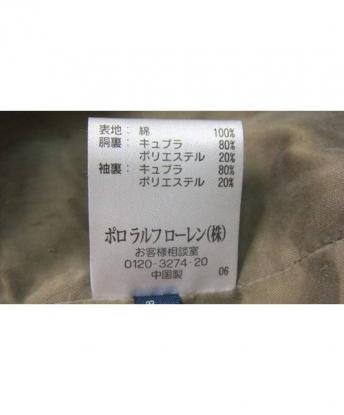 表地: 綿 100%
胴裏: キュプラ 80%
ポリエステル 20%
袖裏: キュプラ 80%
ポリエステル 20%
ポロ ラルフ ローレン(株)
お客様相談室
0120-3274-20
中国製 06